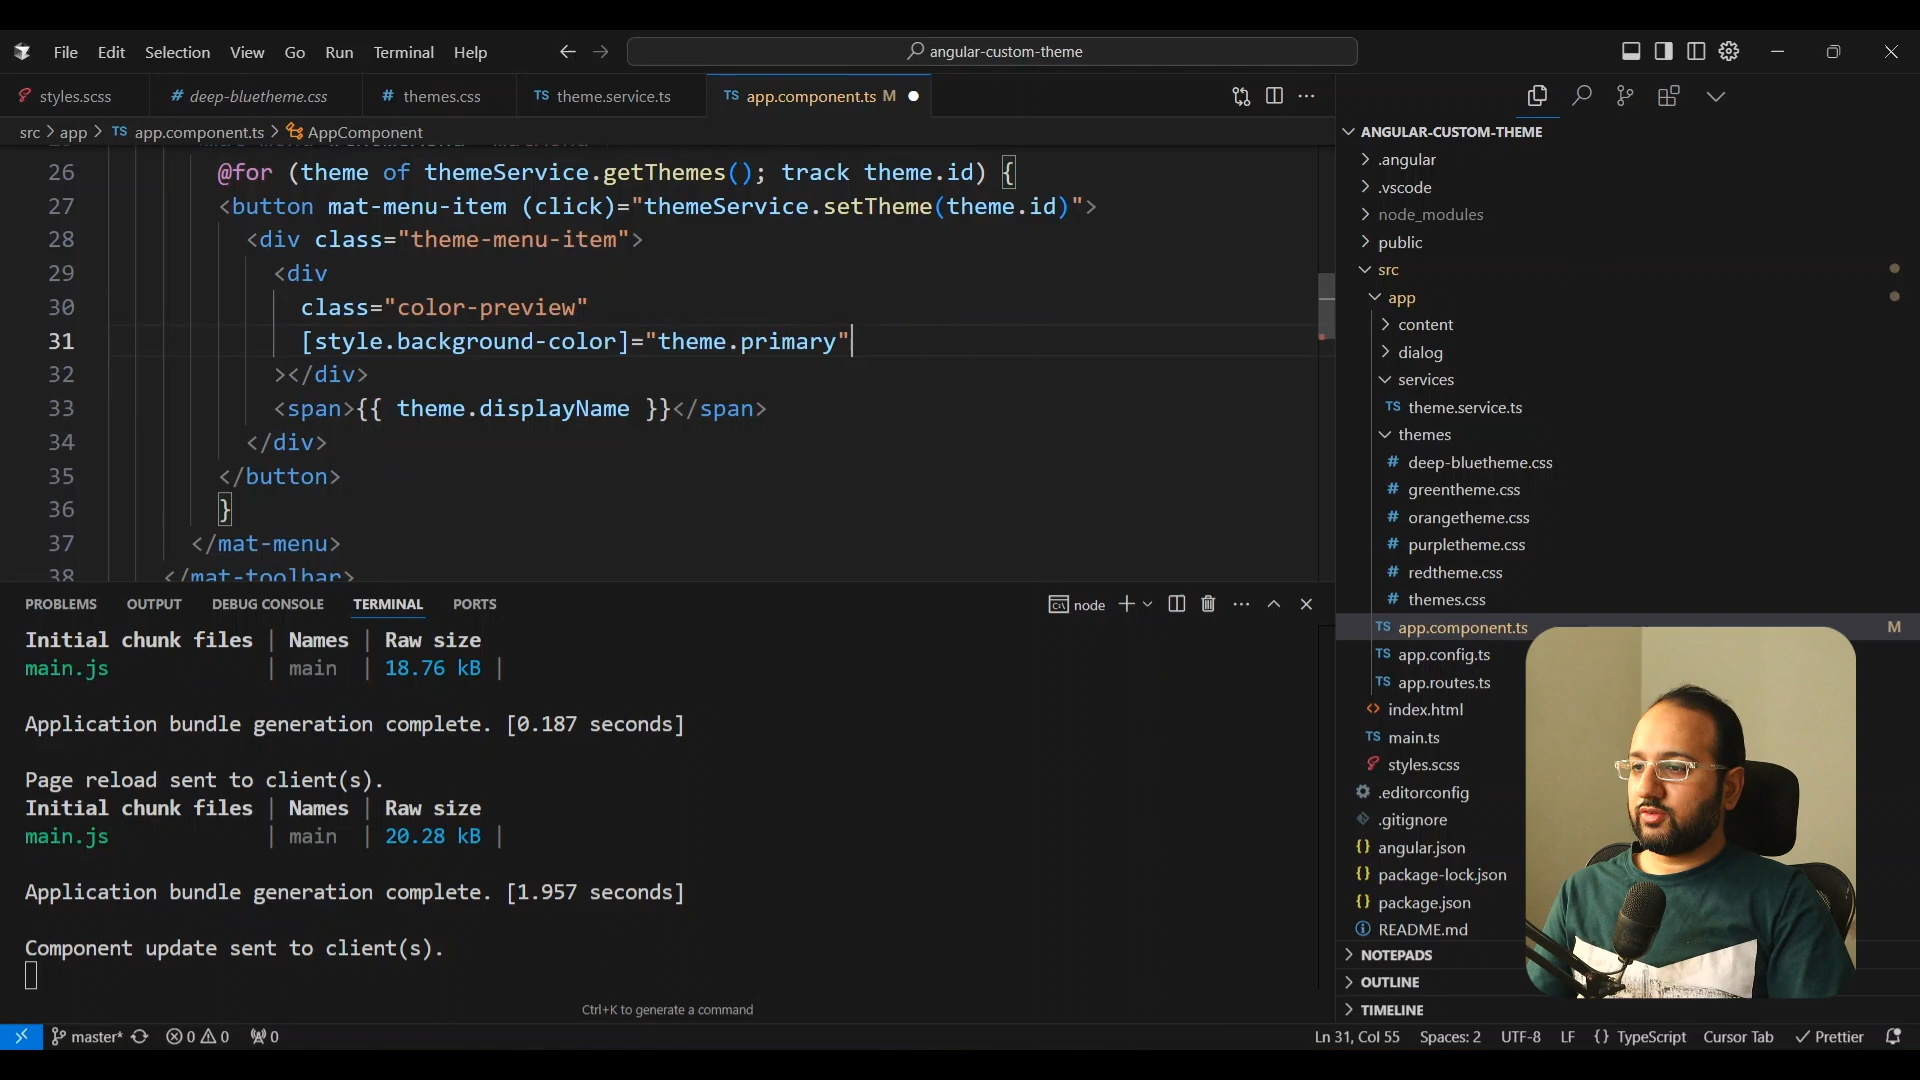 File Edit Selection View Go Run Terminal Help
angular-custom-theme
styles.scss
deep-bluetheme.css
themes.css
TS theme.service.ts
TS app.component.ts M
src > app > TS app.component.ts > AppComponent
26 @for (theme of themeService.getThemes(); track theme.id) {
27 <button mat-menu-item (click)="themeService.setTheme(theme.id)">
28 <div class="theme-menu-item">
29 <div
30 class="color-preview"
31 [style.background-color]="theme.primary"
32 ></div>
33 <span>{{ theme.displayName }}</span>
34 </div>
35 </button>
36 }
37 </mat-menu>
38 </mat-toolbar>
PROBLEMS OUTPUT DEBUG CONSOLE TERMINAL PORTS
node
Initial chunk files | Names | Raw size
main.js | main | 18.76 kB |
Application bundle generation complete. [0.187 seconds]
Page reload sent to client(s).
Initial chunk files | Names | Raw size
main.js | main | 20.28 kB |
Application bundle generation complete. [1.957 seconds]
Component update sent to client(s).
Ctrl+K to generate a command
ANGULAR-CUSTOM-THEME
.angular
.vscode
node_modules
public
src
app
content
dialog
services
TS theme.service.ts
themes
# deep-bluetheme.css
# greentheme.css
# orangetheme.css
# purpletheme.css
# redtheme.css
# themes.css
TS app.component.ts M
TS app.config.ts
TS app.routes.ts
<> index.html
TS main.ts
styles.scss
.editorconfig
.gitignore
{} angular.json
{} package-lock.json
{} package.json
README.md
NOTEPADS
OUTLINE
TIMELINE
master* 0 0 0
Ln 31, Col 55 Spaces: 2 UTF-8 LF {} TypeScript Cursor Tab Prettier